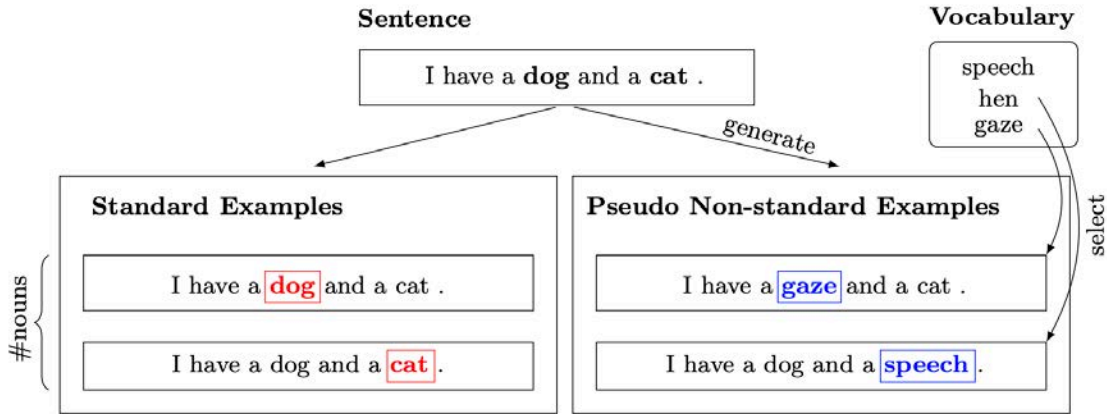 Sentence
Vocabulary
I have a dog and a cat .
speech
hen
gaze
generate
select
Standard Examples
Pseudo Non-standard Examples
#nouns
I have a dog and a cat .
I have a gaze and a cat .
I have a dog and a cat .
I have a dog and a speech .